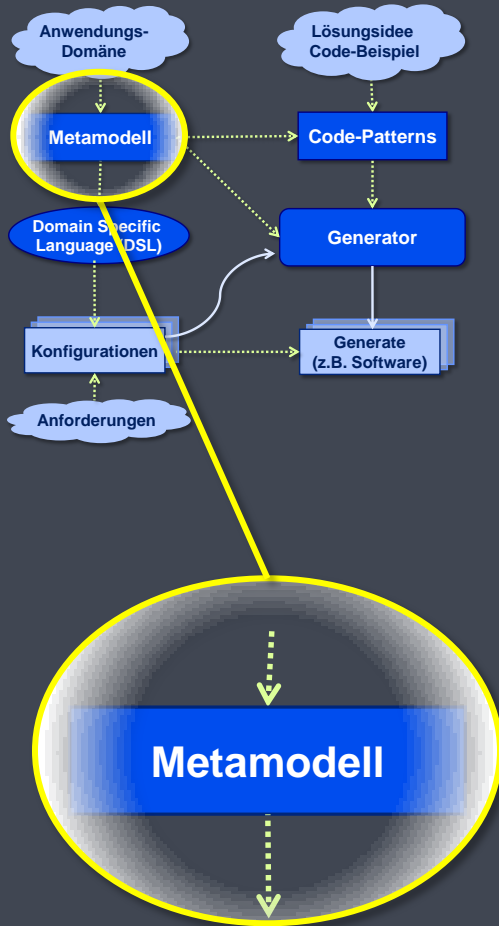 Anwendungs-
Domäne
Lösungsidee
Code-Beispiel
Metamodell
Code-Patterns
Domain Specific
Language (DSL)
Generator
Konfigurationen
Generate
(z.B. Software)
Anforderungen
Metamodell